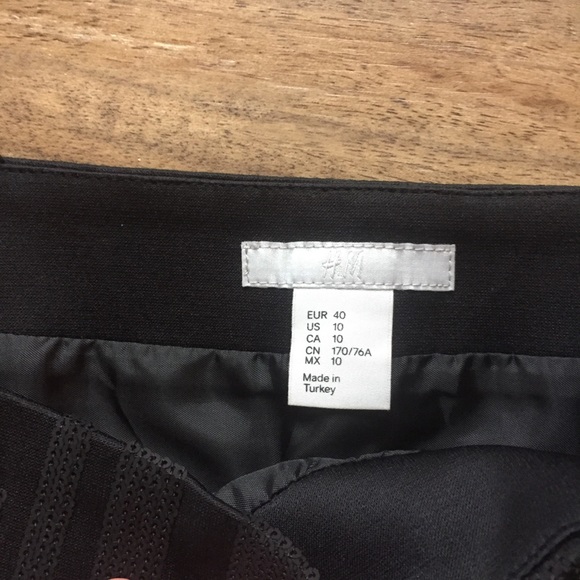 H&M
EUR 40
US 10
CA 10
CN 170/76A
MX 10
Made in
Turkey